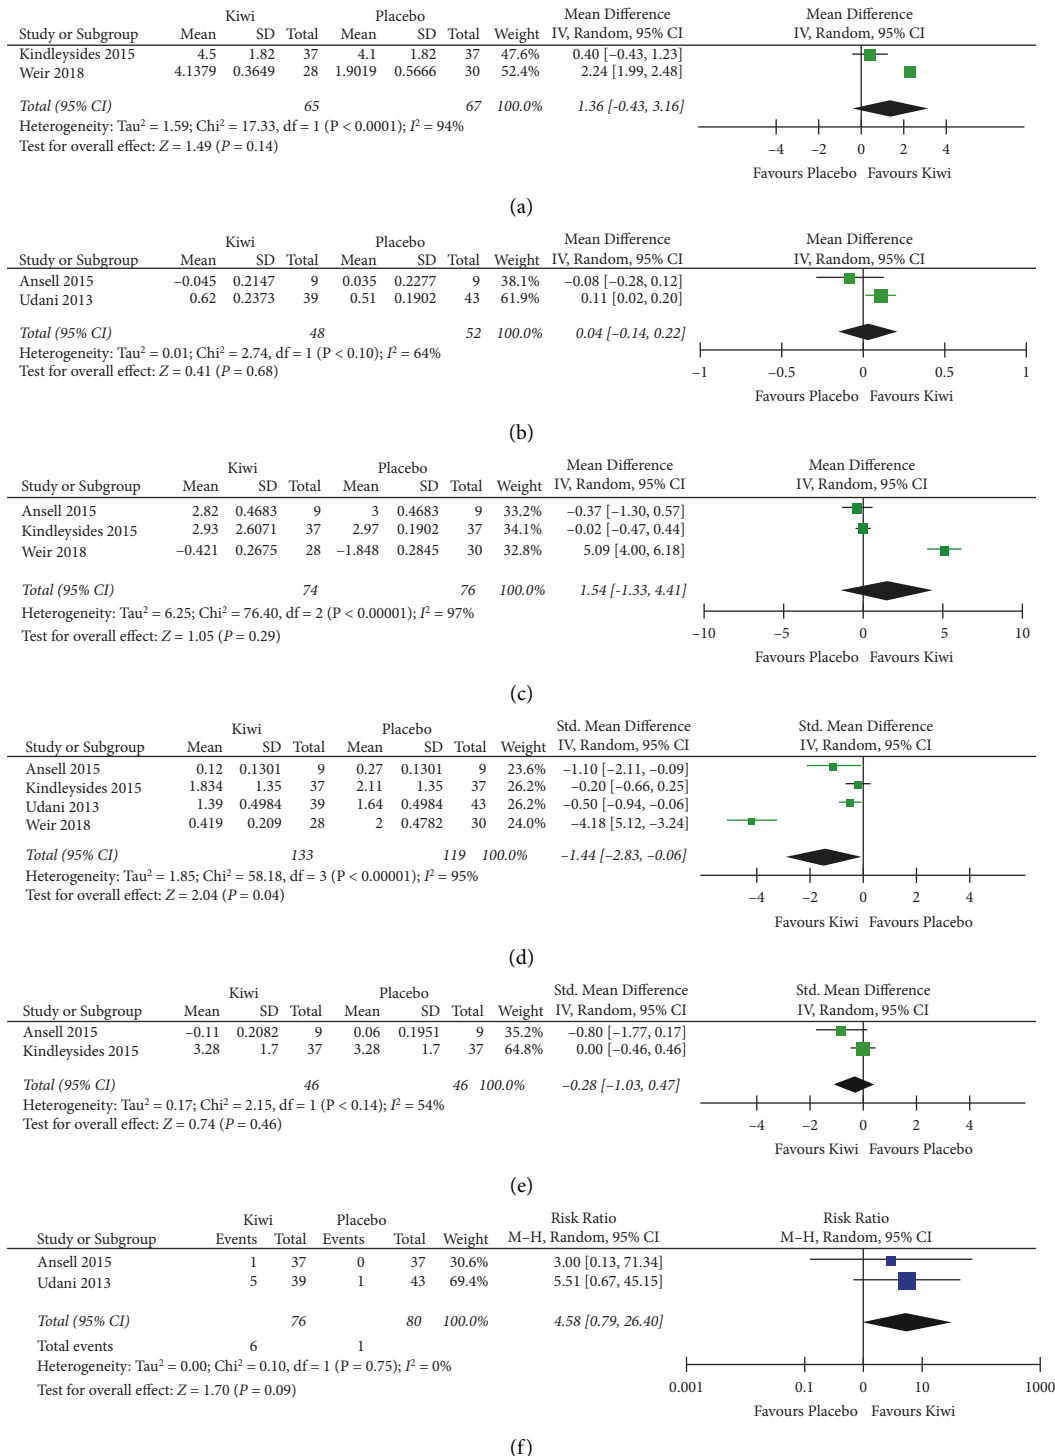 Kiwi Placebo Mean Difference Mean Difference
Study or Subgroup Mean SD Total Mean SD Total Weight IV, Random, 95% CI IV, Random, 95% CI
Kindleysides 2015 4.5 1.82 37 4.1 1.82 37 47.6% 0.40 [–0.43, 1.23]
Weir 2018 4.1379 0.3649 28 1.9019 0.5666 30 52.4% 2.24 [1.99, 2.48]
Total (95% CI) 65 67 100.0% 1.36 [-0.43, 3.16]
Heterogeneity: Tau² = 1.59; Chi² = 17.33, df = 1 (P < 0.0001); I² = 94%
Test for overall effect: Z = 1.49 (P = 0.14)
–4 –2 0 2 4
Favours Placebo Favours Kiwi
(a)
Kiwi Placebo Mean Difference Mean Difference
Study or Subgroup Mean SD Total Mean SD Total Weight IV, Random, 95% CI IV, Random, 95% CI
Ansell 2015 –0.045 0.2147 9 0.035 0.2277 9 38.1% –0.08 [–0.28, 0.12]
Udani 2013 0.62 0.2373 39 0.51 0.1902 43 61.9% 0.11 [0.02, 0.20]
Total (95% CI) 48 52 100.0% 0.04 [–0.14, 0.22]
Heterogeneity: Tau² = 0.01; Chi² = 2.74, df = 1 (P < 0.10); I² = 64%
Test for overall effect: Z = 0.41 (P = 0.68)
–1 –0.5 0 0.5 1
Favours Placebo Favours Kiwi
(b)
Kiwi Placebo Mean Difference Mean Difference
Study or Subgroup Mean SD Total Mean SD Total Weight IV, Random, 95% CI IV, Random, 95% CI
Ansell 2015 2.82 0.4683 9 3 0.4683 9 33.2% –0.37 [–1.30, 0.57]
Kindleysides 2015 2.93 2.6071 37 2.97 0.1902 37 34.1% –0.02 [–0.47, 0.44]
Weir 2018 –0.421 0.2675 28 –1.848 0.2845 30 32.8% 5.09 [4.00, 6.18]
Total (95% CI) 74 76 100.0% 1.54 [-1.33, 4.41]
Heterogeneity: Tau² = 6.25; Chi² = 76.40, df = 2 (P < 0.00001); I² = 97%
Test for overall effect: Z = 1.05 (P = 0.29)
–10 –5 0 5 10
Favours Placebo Favours Kiwi
(c)
Kiwi Placebo Std. Mean Difference Std. Mean Difference
Study or Subgroup Mean SD Total Mean SD Total Weight IV, Random, 95% CI IV, Random, 95% CI
Ansell 2015 0.12 0.1301 9 0.27 0.1301 9 23.6% –1.10 [–2.11, –0.09]
Kindleysides 2015 1.834 1.35 37 2.11 1.35 37 26.2% –0.20 [–0.66, 0.25]
Udani 2013 1.39 0.4984 39 1.64 0.4984 43 26.2% –0.50 [–0.94, –0.06]
Weir 2018 0.419 0.209 28 2 0.4782 30 24.0% –4.18 [5.12, –3.24]
Total (95% CI) 133 119 100.0% –1.44 [–2.83, –0.06]
Heterogeneity: Tau² = 1.85; Chi² = 58.18, df = 3 (P < 0.00001); I² = 95%
Test for overall effect: Z = 2.04 (P = 0.04)
–4 –2 0 2 4
Favours Kiwi Favours Placebo
(d)
Kiwi Placebo Std. Mean Difference Std. Mean Difference
Study or Subgroup Mean SD Total Mean SD Total Weight IV, Random, 95% CI IV, Random, 95% CI
Ansell 2015 –0.11 0.2082 9 0.06 0.1951 9 35.2% –0.80 [–1.77, 0.17]
Kindleysides 2015 3.28 1.7 37 3.28 1.7 37 64.8% 0.00 [–0.46, 0.46]
Total (95% CI) 46 46 100.0% –0.28 [–1.03, 0.47]
Heterogeneity: Tau² = 0.17; Chi² = 2.15, df = 1 (P < 0.14); I² = 54%
Test for overall effect: Z = 0.74 (P = 0.46)
–4 –2 0 2 4
Favours Kiwi Favours Placebo
(e)
Kiwi Placebo Risk Ratio Risk Ratio
Study or Subgroup Events Total Events Total Weight M–H, Random, 95% CI M–H, Random, 95% CI
Ansell 2015 1 37 0 37 30.6% 3.00 [0.13, 71.34]
Udani 2013 5 39 1 43 69.4% 5.51 [0.67, 45.15]
Total (95% CI) 76 80 100.0% 4.58 [0.79, 26.40]
Total events 6 1
Heterogeneity: Tau² = 0.00; Chi² = 0.10, df = 1 (P = 0.75); I² = 0%
Test for overall effect: Z = 1.70 (P = 0.09)
0.001 0.1 0 10 1000
Favours Placebo Favours Kiwi
(f)